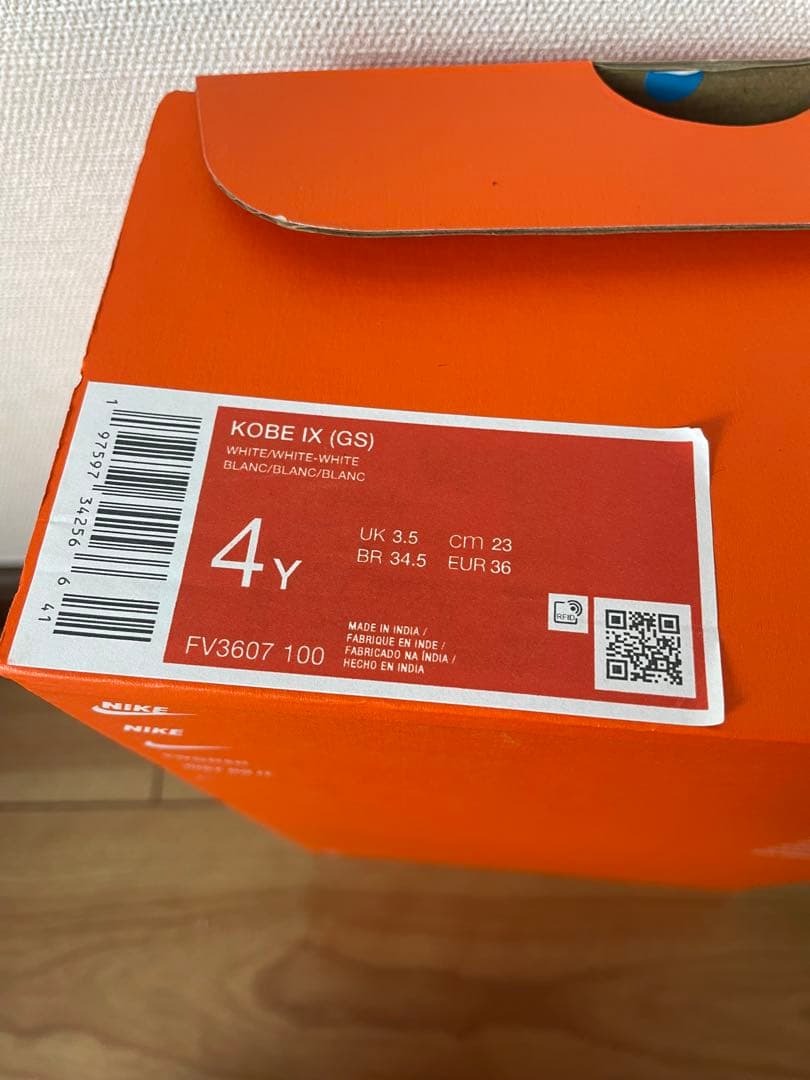 KOBE IX (GS)
WHITE/WHITE-WHITE
BLANC/BLANC/BLANC
4Y
UK 3.5 cm 23
BR 34.5 EUR 36
RFID
FV3607 100
MADE IN INDIA /
FABRIQUE EN INDE /
FABRICADO NA ÍNDIA /
HECHO EN INDIA
1 97597 34256 6 41
NIKE
NIKE